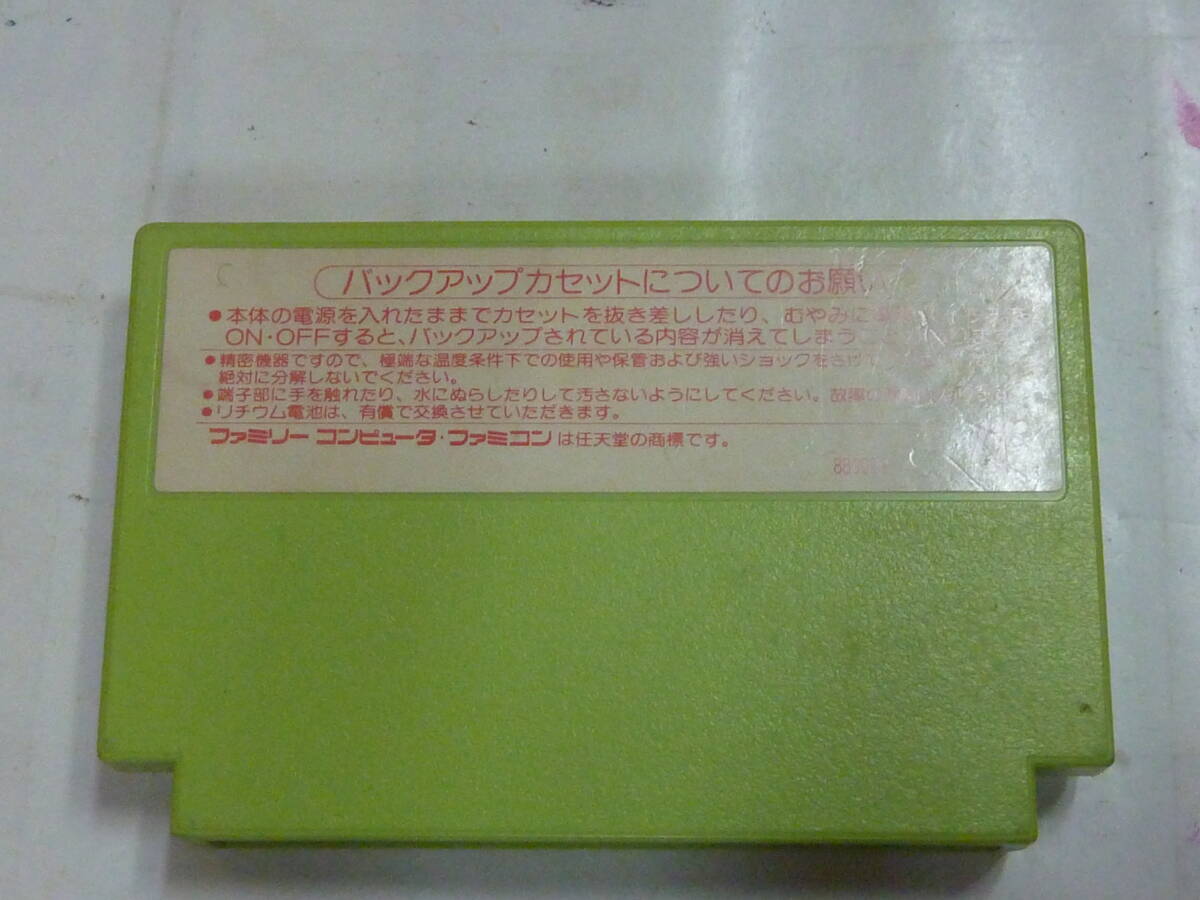 バックアップカセットについてのお願い
●本体の電源を入れたままでカセットを抜き差ししたり、むやみに
ON・OFFすると、バックアップされている内容が消えてしまう
●精密機器ですので、極端な温度条件下での使用や保管および強いショックをさけ
絶対に分解しないでください。
●端子部に手を触れたり、水にぬらしたりして汚さないようにしてください。故障の
●リチウム電池は、有償で交換させていただきます。
ファミリー コンピュータ・ファミコン は任天堂の商標です。